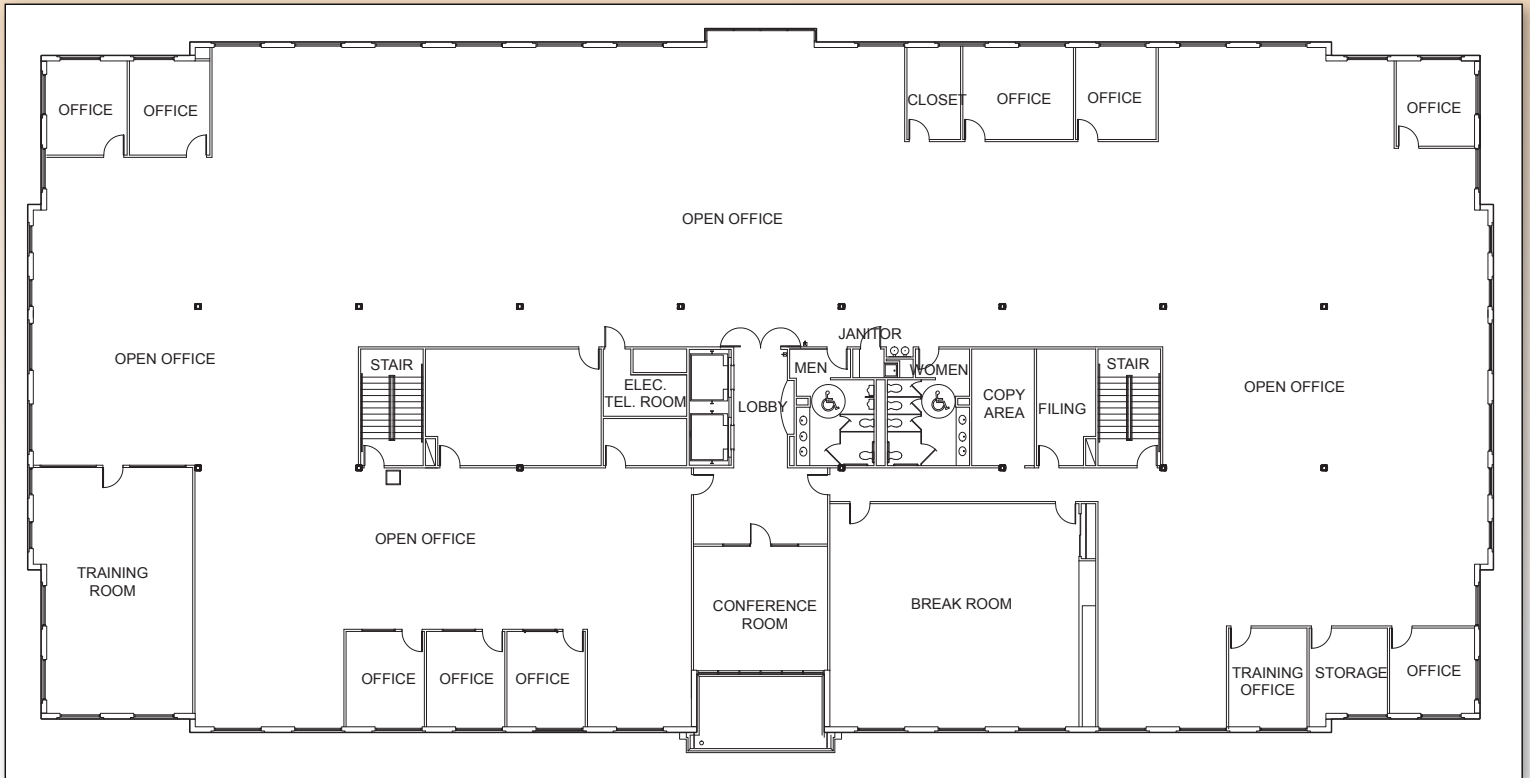 OFFICE
OFFICE
CLOSET
OFFICE
OFFICE
OFFICE
OPEN OFFICE
JANITOR
OPEN OFFICE
STAIR
MEN
WOMEN
STAIR
ELEC.
TEL. ROOM
LOBBY
COPY
AREA
FILING
OPEN OFFICE
OPEN OFFICE
TRAINING
ROOM
CONFERENCE
ROOM
BREAK ROOM
OFFICE
OFFICE
OFFICE
TRAINING
OFFICE
STORAGE
OFFICE